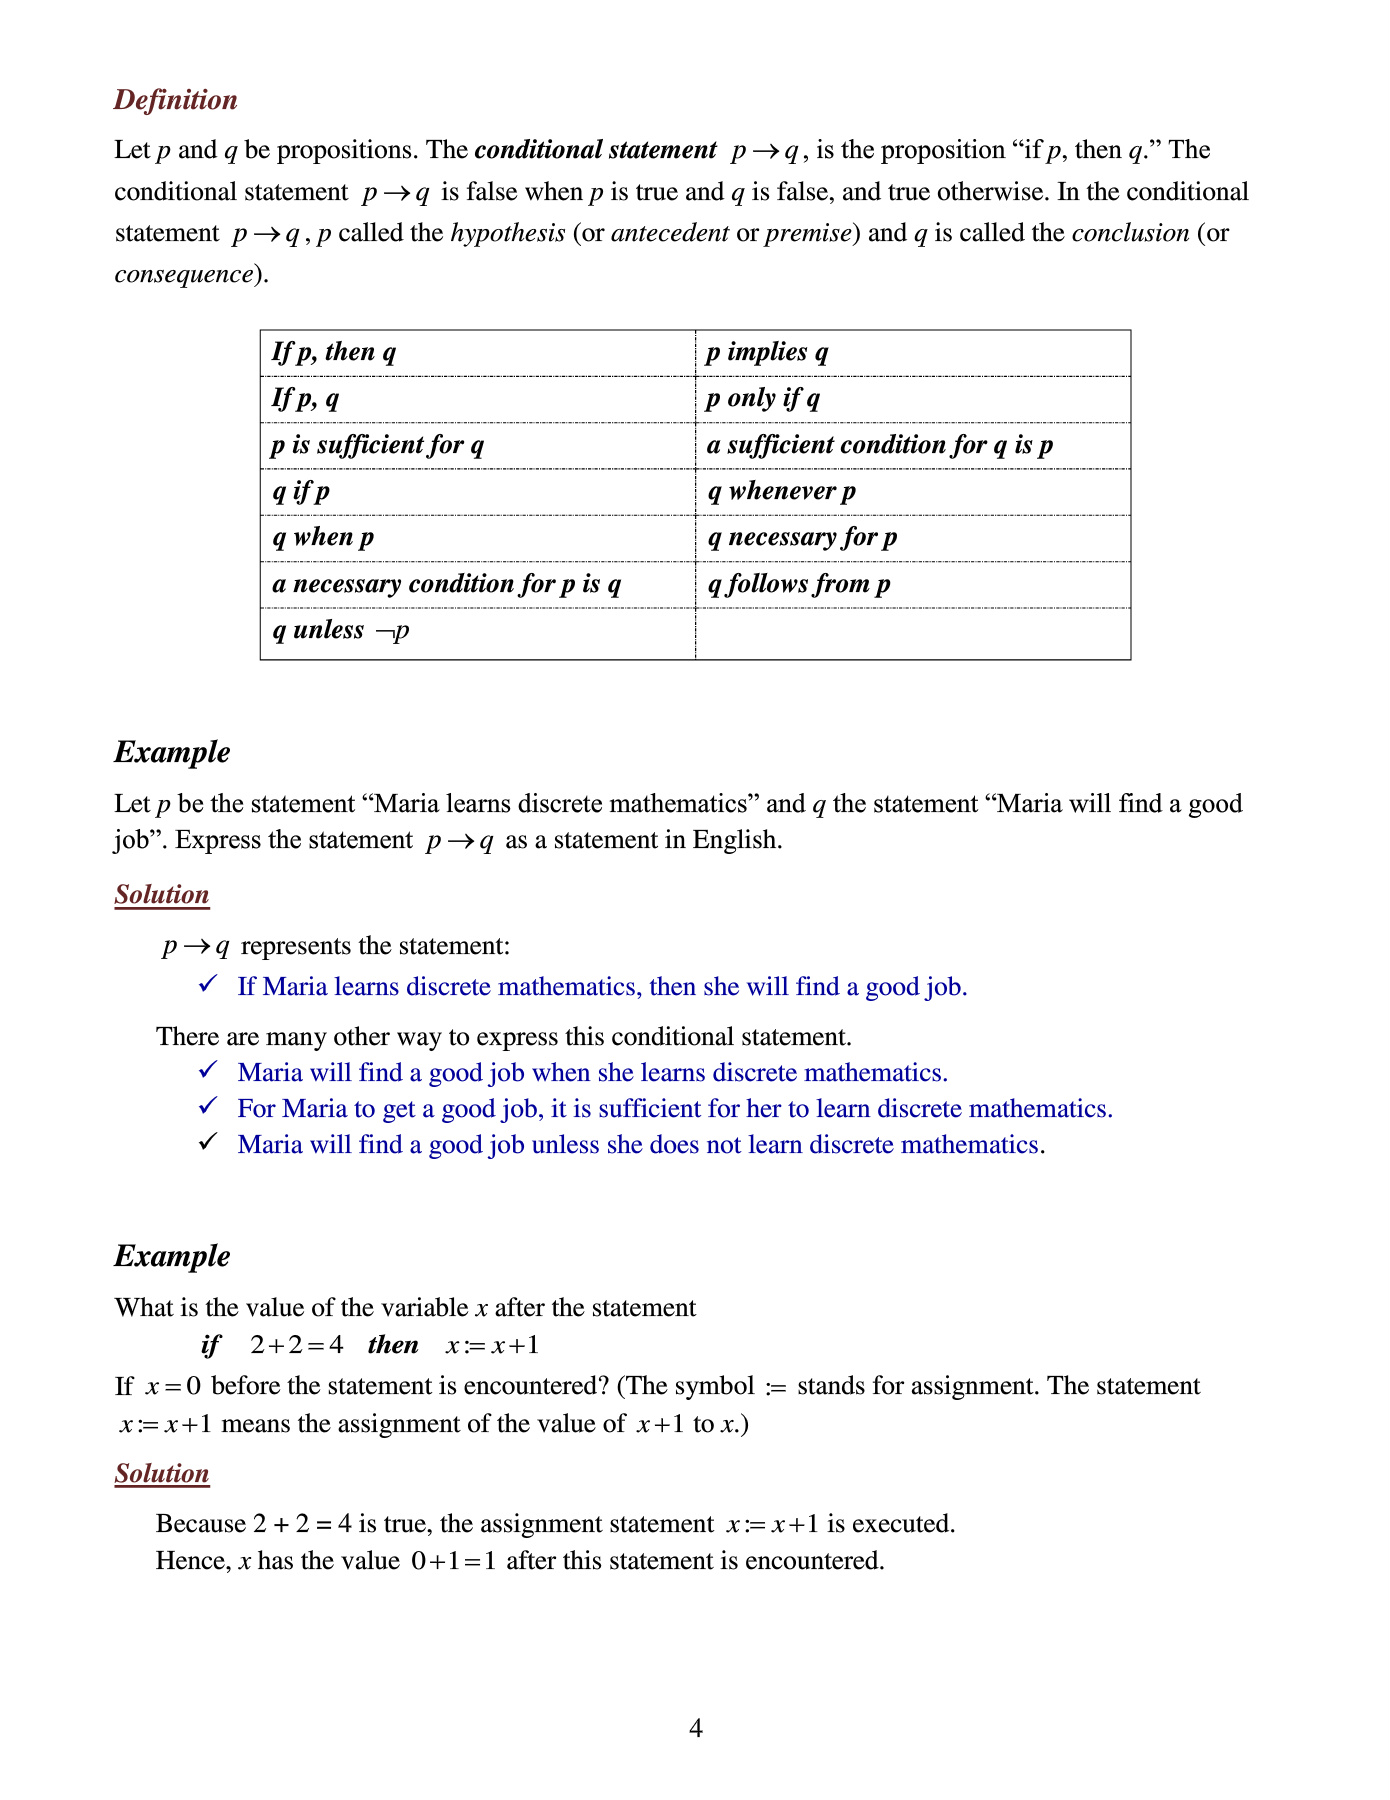 Definition
Let p and q be propositions. The conditional statement p → q, is the proposition “if p, then q.” The
conditional statement p → q is false when p is true and q is false, and true otherwise. In the conditional
statement p → q, p called the hypothesis (or antecedent or premise) and q is called the conclusion (or
consequence).
If p, then q p implies q
If p, q p only if q
p is sufficient for q a sufficient condition for q is p
q if p q whenever p
q when p q necessary for p
a necessary condition for p is q q follows from p
q unless ¬p
Example
Let p be the statement “Maria learns discrete mathematics” and q the statement “Maria will find a good
job”. Express the statement p → q as a statement in English.
Solution
p → q represents the statement:
✓ If Maria learns discrete mathematics, then she will find a good job.
There are many other way to express this conditional statement.
✓ Maria will find a good job when she learns discrete mathematics.
✓ For Maria to get a good job, it is sufficient for her to learn discrete mathematics.
✓ Maria will find a good job unless she does not learn discrete mathematics.
Example
What is the value of the variable x after the statement
if 2 + 2 = 4 then x := x + 1
If x = 0 before the statement is encountered? (The symbol := stands for assignment. The statement
x := x + 1 means the assignment of the value of x + 1 to x.)
Solution
Because 2 + 2 = 4 is true, the assignment statement x := x + 1 is executed.
Hence, x has the value 0 + 1 = 1 after this statement is encountered.
4